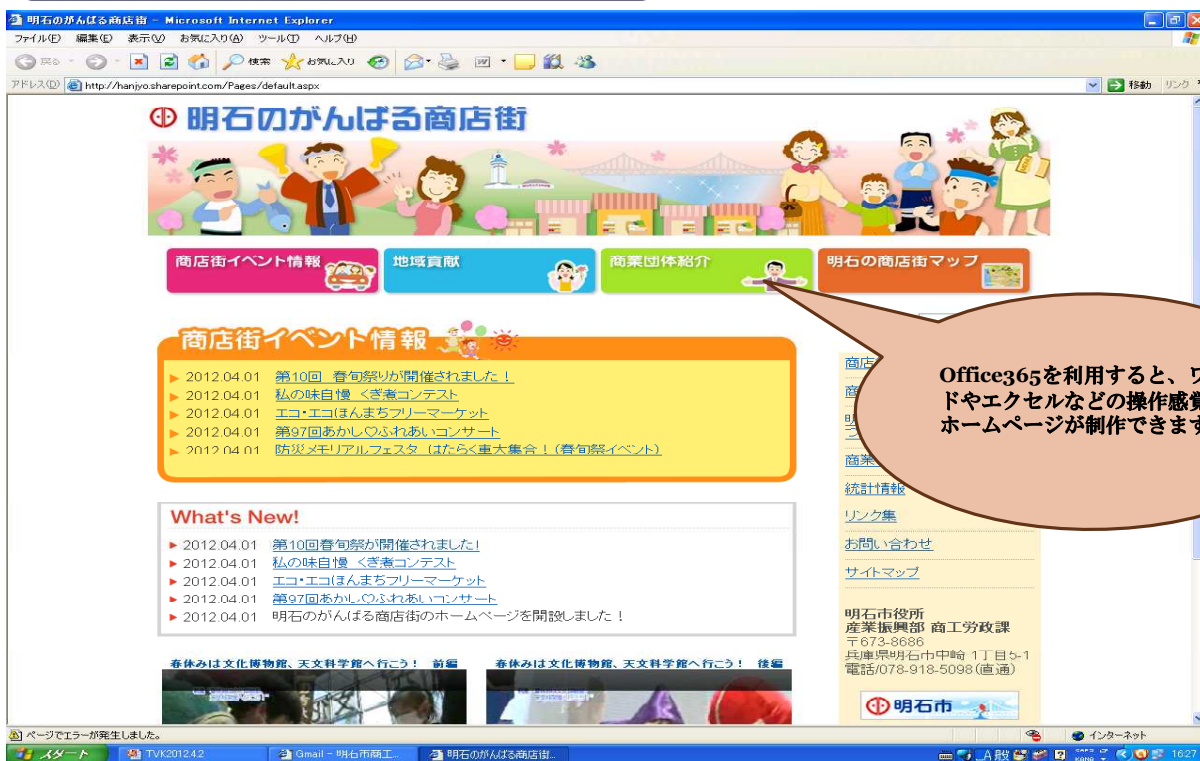 明石のがんばる商店街 - Microsoft Internet Explorer
ファイル(F) 編集(E) 表示(V) お気に入り(A) ツール(T) ヘルプ(H)
戻る 検索 お気に入り
アドレス(D) http://hanjyo.sharepoint.com/Pages/default.aspx 移動 リンク
明石のがんばる商店街
商店街イベント情報 地域貢献 商業団体紹介 明石の商店街マップ
商店街イベント情報
2012.04.01 第10回 春旬祭りが開催されました!
2012.04.01 私の味自慢 くぎ煮コンテスト
2012.04.01 エコ・エコほんまちフリーマーケット
2012.04.01 第97回あかし♡ふれあいコンサート
2012.04.01 防災メモリアルフェスタ はたらく重大集合!(春旬祭イベント)
Office365を利用すると、ワ
ドやエクセルなどの操作感覚
ホームページが制作できます
商店
商業
統計情報
リンク集
お問い合わせ
サイトマップ
What's New!
2012.04.01 第10回春旬祭が開催されました!
2012.04.01 私の味自慢 くぎ煮コンテスト
2012.04.01 エコ・エコほんまちフリーマーケット
2012.04.01 第97回あかし♡ふれあいコンサート
2012.04.01 明石のがんばる商店街のホームページを開設しました!
明石市役所
産業振興部 商工労政課
〒673-8686
兵庫県明石市中崎 1丁目5-1
電話/078-918-5098(直通)
明石市
春休みは文化博物館、天文科学館へ行こう! 前編 春休みは文化博物館、天文科学館へ行こう! 後編
ページでエラーが発生しました。 インターネット
スタート TVK2012.4.2 Gmail - 明石市商工... 明石のがんばる商店街... A 般 CAPS KANA 16:27